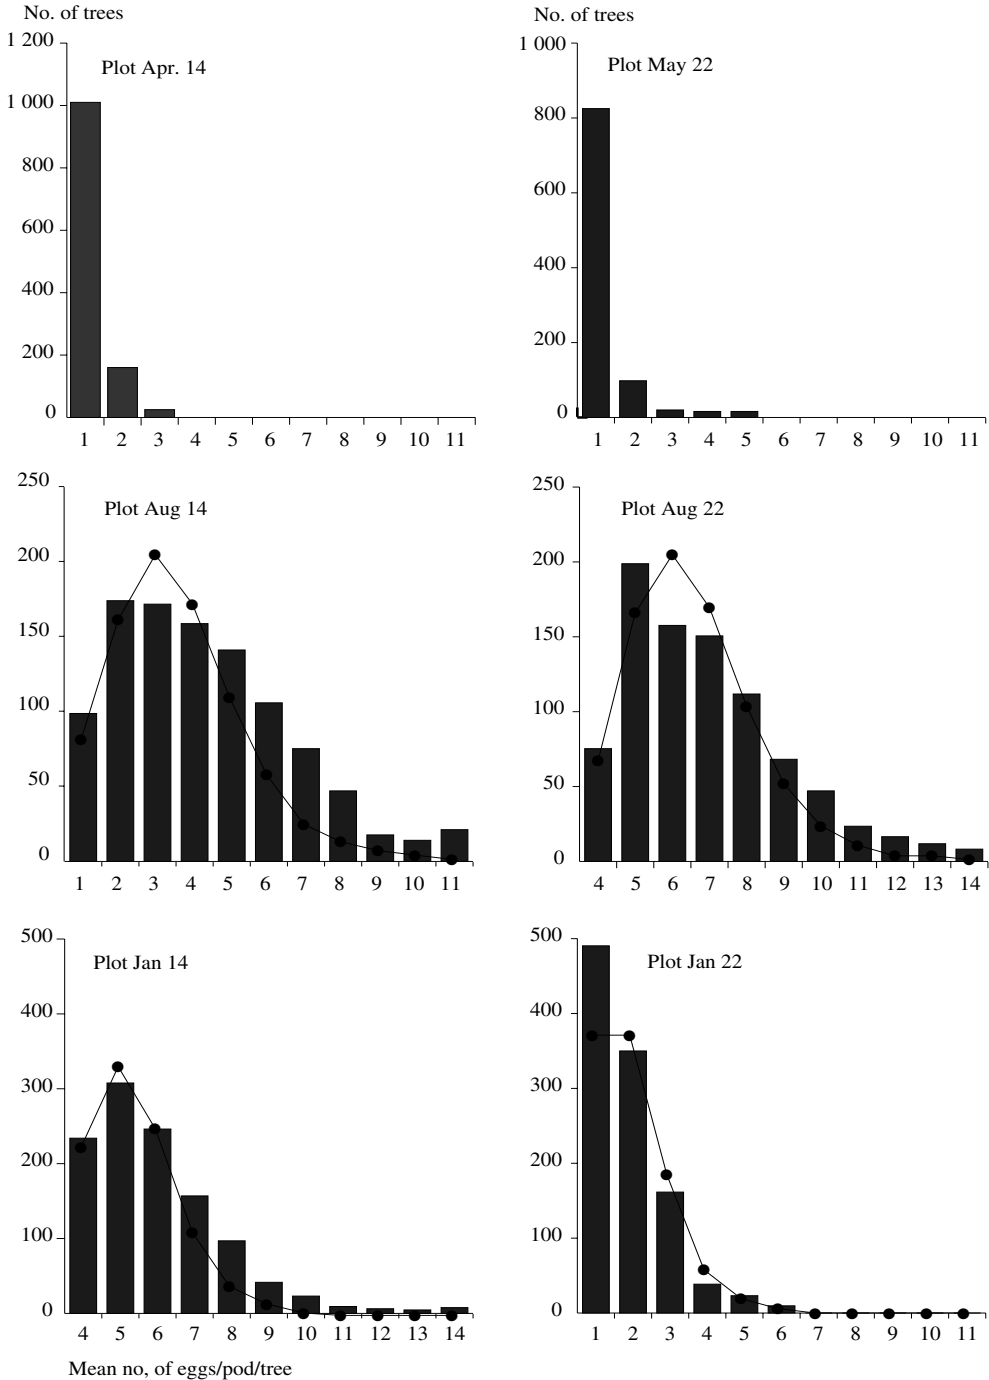 No. of trees
1 200
1 000
800
600
400
200
0
Plot Apr. 14
1 2 3 4 5 6 7 8 9 10 11
No. of trees
1 000
800
600
400
200
0
Plot May 22
1 2 3 4 5 6 7 8 9 10 11
250
200
150
100
50
0
Plot Aug 14
1 2 3 4 5 6 7 8 9 10 11
250
200
150
100
50
0
Plot Aug 22
4 5 6 7 8 9 10 11 12 13 14
500
400
300
200
100
0
Plot Jan 14
4 5 6 7 8 9 10 11 12 13 14
Mean no, of eggs/pod/tree
500
400
300
200
100
0
Plot Jan 22
1 2 3 4 5 6 7 8 9 10 11